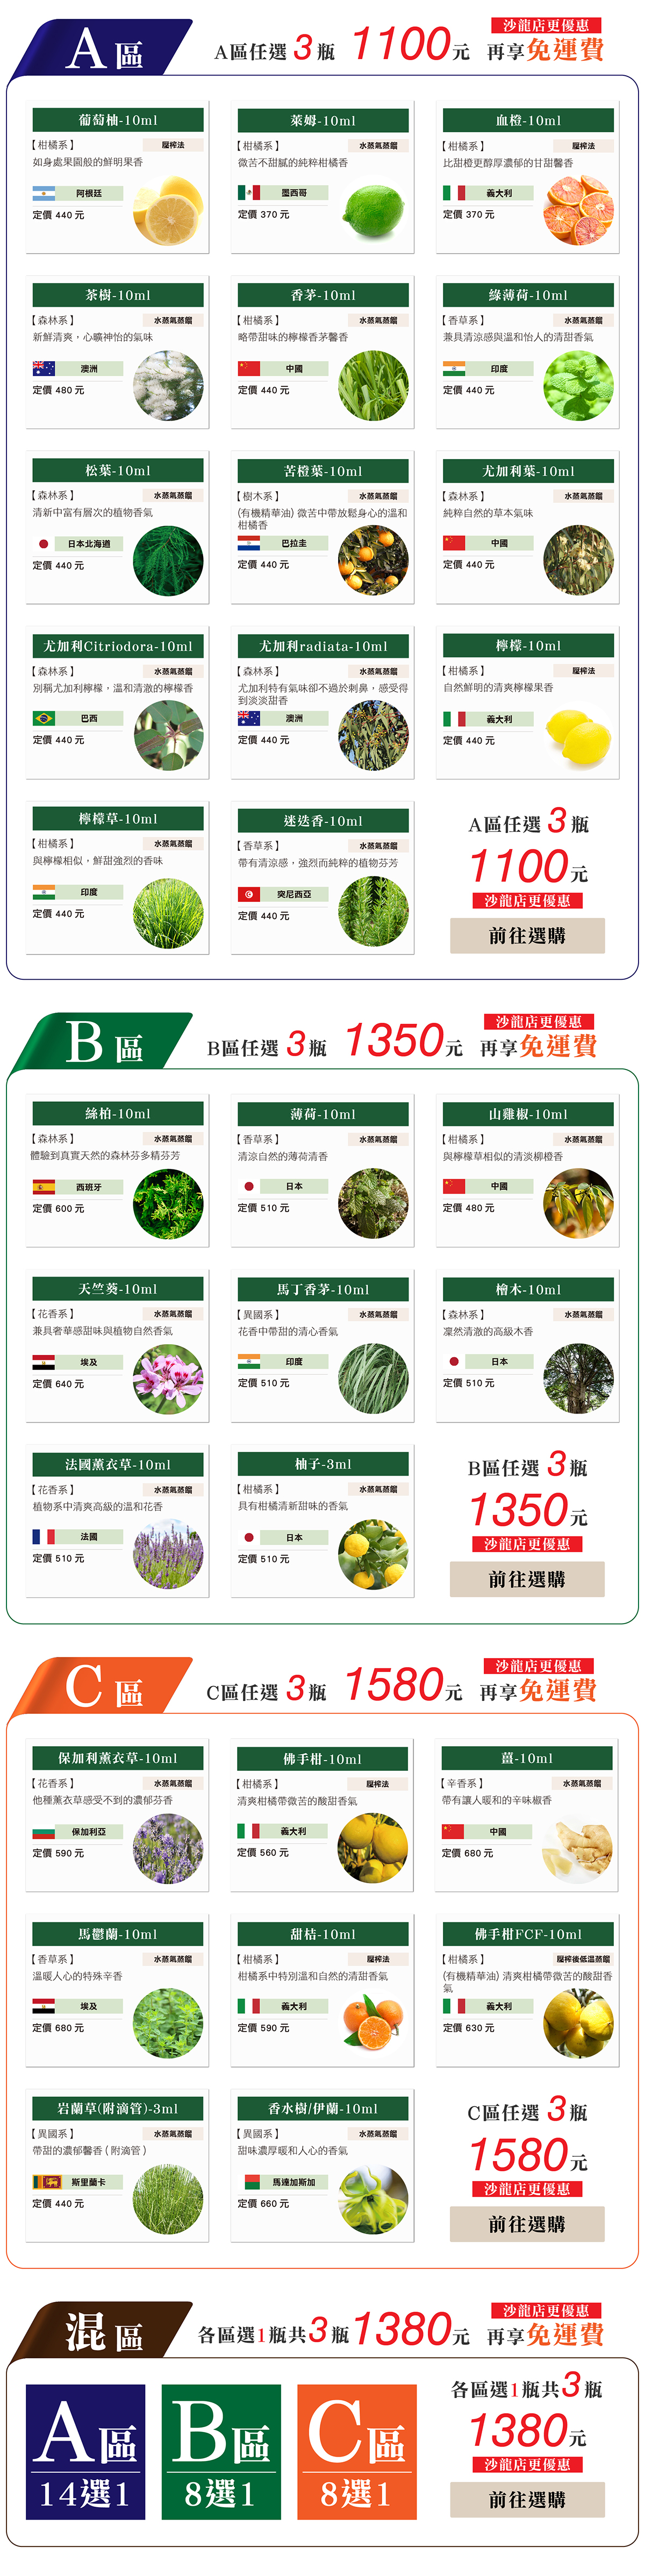 A區
A區任選3瓶 1100元
沙龍店更優惠
再享免運費
葡萄柚-10ml
【柑橘系】 壓榨法
如身處果園般的鮮明果香
阿根廷
定價 440 元
萊姆-10ml
【柑橘系】 水蒸氣蒸餾
微苦不甜膩的純粹柑橘香
墨西哥
定價 370 元
血橙-10ml
【柑橘系】 壓榨法
比甜橙更醇厚濃郁的甘甜馨香
義大利
定價 370 元
茶樹-10ml
【森林系】 水蒸氣蒸餾
新鮮清爽，心曠神怡的氣味
澳洲
定價 480 元
香茅-10ml
【柑橘系】 水蒸氣蒸餾
略帶甜味的檸檬香茅馨香
中國
定價 440 元
綠薄荷-10ml
【香草系】 水蒸氣蒸餾
兼具清涼感與溫和怡人的清甜香氣
印度
定價 440 元
松葉-10ml
【森林系】 水蒸氣蒸餾
清新中富有層次的植物香氣
日本北海道
定價 440 元
苦橙葉-10ml
【樹木系】 水蒸氣蒸餾
(有機精華油) 微苦中帶放鬆身心的溫和
柑橘香
巴拉圭
定價 440 元
尤加利葉-10ml
【森林系】 水蒸氣蒸餾
純粹自然的草本氣味
中國
定價 440 元
尤加利Citriodora-10ml
【森林系】 水蒸氣蒸餾
別稱尤加利檸檬，溫和清澈的檸檬香
巴西
定價 440 元
尤加利radiata-10ml
【森林系】 水蒸氣蒸餾
尤加利特有氣味卻不過於刺鼻，感受得
到淡淡甜香
澳洲
定價 440 元
檸檬-10ml
【柑橘系】 壓榨法
自然鮮明的清爽檸檬果香
義大利
定價 440 元
檸檬草-10ml
【柑橘系】 水蒸氣蒸餾
與檸檬相似，鮮甜強烈的香味
印度
定價 440 元
迷迭香-10ml
【香草系】 水蒸氣蒸餾
帶有清涼感，強烈而純粹的植物芬芳
突尼西亞
定價 440 元
A區任選3瓶
1100元
沙龍店更優惠
前往選購
B區
B區任選3瓶 1350元
沙龍店更優惠
再享免運費
絲柏-10ml
【森林系】 水蒸氣蒸餾
體驗到真實天然的森林芬多精芬芳
西班牙
定價 600 元
薄荷-10ml
【香草系】 水蒸氣蒸餾
清涼自然的薄荷清香
日本
定價 510 元
山雞椒-10ml
【柑橘系】 水蒸氣蒸餾
與檸檬草相似的清淡柳橙香
中國
定價 480 元
天竺葵-10ml
【花香系】 水蒸氣蒸餾
兼具奢華感甜味與植物自然香氣
埃及
定價 640 元
馬丁香茅-10ml
【異國系】 水蒸氣蒸餾
花香中帶甜的清心香氣
印度
定價 510 元
檜木-10ml
【森林系】 水蒸氣蒸餾
凜然清澈的高級木香
日本
定價 510 元
法國薰衣草-10ml
【花香系】 水蒸氣蒸餾
植物系中清爽高級的溫和花香
法國
定價 510 元
柚子-3ml
【柑橘系】 水蒸氣蒸餾
具有柑橘清新甜味的香氣
日本
定價 510 元
B區任選3瓶
1350元
沙龍店更優惠
前往選購
C區
C區任選3瓶 1580元
沙龍店更優惠
再享免運費
保加利薰衣草-10ml
【花香系】 水蒸氣蒸餾
他種薰衣草感受不到的濃郁芬香
保加利亞
定價 590 元
佛手柑-10ml
【柑橘系】 壓榨法
清爽柑橘帶微苦的酸甜香氣
義大利
定價 560 元
薑-10ml
【辛香系】 水蒸氣蒸餾
帶有讓人暖和的辛味椒香
中國
定價 680 元
馬鬱蘭-10ml
【香草系】 水蒸氣蒸餾
溫暖人心的特殊辛香
埃及
定價 680 元
甜桔-10ml
【柑橘系】 壓榨法
柑橘系中特別溫和自然的清甜香氣
義大利
定價 590 元
佛手柑FCF-10ml
【柑橘系】 壓榨後低溫蒸餾
(有機精華油) 清爽柑橘帶微苦的酸甜香
氣
義大利
定價 630 元
岩蘭草(附滴管)-3ml
【異國系】 水蒸氣蒸餾
帶甜的濃郁馨香 ( 附滴管 )
斯里蘭卡
定價 440 元
香水樹/伊蘭-10ml
【異國系】 水蒸氣蒸餾
甜味濃厚暖和人心的香氣
馬達加斯加
定價 660 元
C區任選3瓶
1580元
沙龍店更優惠
前往選購
混區
各區選1瓶共3瓶1380元
沙龍店更優惠
再享免運費
A區
14選1
B區
8選1
C區
8選1
各區選1瓶共3瓶
1380元
沙龍店更優惠
前往選購